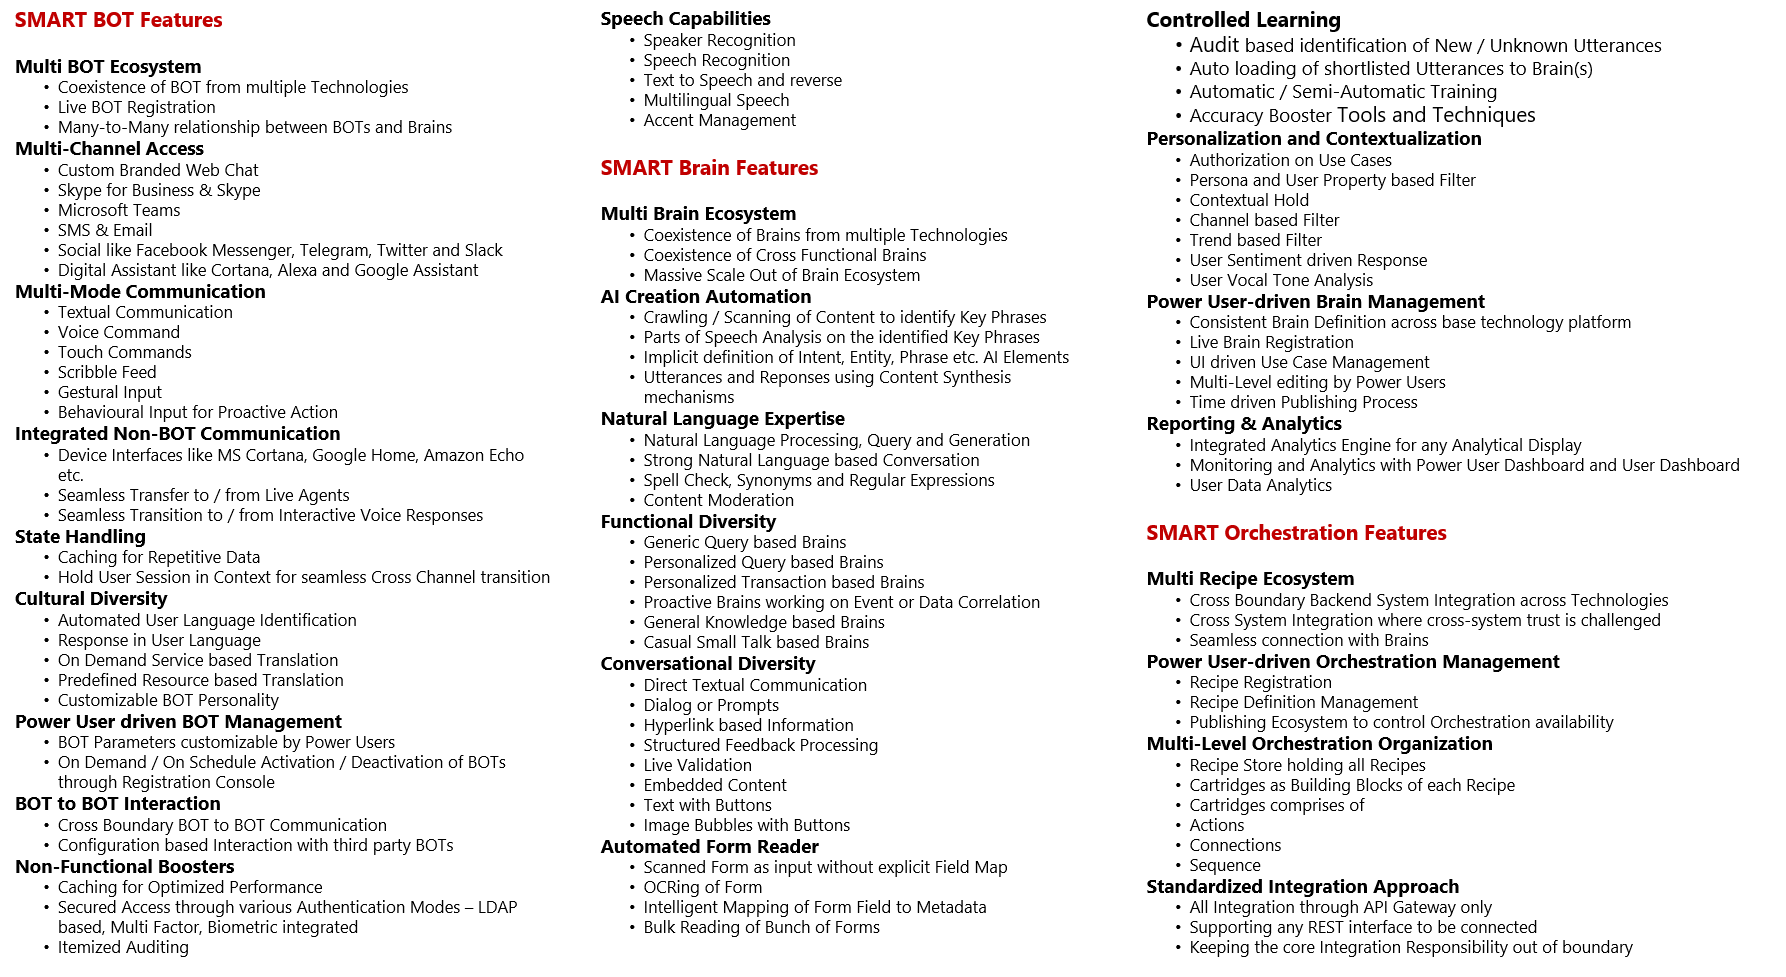 SMART BOT Features
Multi BOT Ecosystem
• Coexistence of BOT from multiple Technologies
• Live BOT Registration
• Many-to-Many relationship between BOTs and Brains
Multi-Channel Access
• Custom Branded Web Chat
• Skype for Business & Skype
• Microsoft Teams
• SMS & Email
• Social like Facebook Messenger, Telegram, Twitter and Slack
• Digital Assistant like Cortana, Alexa and Google Assistant
Multi-Mode Communication
• Textual Communication
• Voice Command
• Touch Commands
• Scribble Feed
• Gestural Input
• Behavioural Input for Proactive Action
Integrated Non-BOT Communication
• Device Interfaces like MS Cortana, Google Home, Amazon Echo
etc.
• Seamless Transfer to / from Live Agents
• Seamless Transition to / from Interactive Voice Responses
State Handling
• Caching for Repetitive Data
• Hold User Session in Context for seamless Cross Channel transition
Cultural Diversity
• Automated User Language Identification
• Response in User Language
• On Demand Service based Translation
• Predefined Resource based Translation
• Customizable BOT Personality
Power User driven BOT Management
• BOT Parameters customizable by Power Users
• On Demand / On Schedule Activation / Deactivation of BOTs
through Registration Console
BOT to BOT Interaction
• Cross Boundary BOT to BOT Communication
• Configuration based Interaction with third party BOTs
Non-Functional Boosters
• Caching for Optimized Performance
• Secured Access through various Authentication Modes – LDAP
based, Multi Factor, Biometric integrated
• Itemized Auditing
Speech Capabilities
• Speaker Recognition
• Speech Recognition
• Text to Speech and reverse
• Multilingual Speech
• Accent Management
SMART Brain Features
Multi Brain Ecosystem
• Coexistence of Brains from multiple Technologies
• Coexistence of Cross Functional Brains
• Massive Scale Out of Brain Ecosystem
AI Creation Automation
• Crawling / Scanning of Content to identify Key Phrases
• Parts of Speech Analysis on the identified Key Phrases
• Implicit definition of Intent, Entity, Phrase etc. AI Elements
• Utterances and Reponses using Content Synthesis
mechanisms
Natural Language Expertise
• Natural Language Processing, Query and Generation
• Strong Natural Language based Conversation
• Spell Check, Synonyms and Regular Expressions
• Content Moderation
Functional Diversity
• Generic Query based Brains
• Personalized Query based Brains
• Personalized Transaction based Brains
• Proactive Brains working on Event or Data Correlation
• General Knowledge based Brains
• Casual Small Talk based Brains
Conversational Diversity
• Direct Textual Communication
• Dialog or Prompts
• Hyperlink based Information
• Structured Feedback Processing
• Live Validation
• Embedded Content
• Text with Buttons
• Image Bubbles with Buttons
Automated Form Reader
• Scanned Form as input without explicit Field Map
• OCRing of Form
• Intelligent Mapping of Form Field to Metadata
• Bulk Reading of Bunch of Forms
Controlled Learning
• Audit based identification of New / Unknown Utterances
• Auto loading of shortlisted Utterances to Brain(s)
• Automatic / Semi-Automatic Training
• Accuracy Booster Tools and Techniques
Personalization and Contextualization
• Authorization on Use Cases
• Persona and User Property based Filter
• Contextual Hold
• Channel based Filter
• Trend based Filter
• User Sentiment driven Response
• User Vocal Tone Analysis
Power User-driven Brain Management
• Consistent Brain Definition across base technology platform
• Live Brain Registration
• UI driven Use Case Management
• Multi-Level editing by Power Users
• Time driven Publishing Process
Reporting & Analytics
• Integrated Analytics Engine for any Analytical Display
• Monitoring and Analytics with Power User Dashboard and User Dashboard
• User Data Analytics
SMART Orchestration Features
Multi Recipe Ecosystem
• Cross Boundary Backend System Integration across Technologies
• Cross System Integration where cross-system trust is challenged
• Seamless connection with Brains
Power User-driven Orchestration Management
• Recipe Registration
• Recipe Definition Management
• Publishing Ecosystem to control Orchestration availability
Multi-Level Orchestration Organization
• Recipe Store holding all Recipes
• Cartridges as Building Blocks of each Recipe
• Cartridges comprises of
• Actions
• Connections
• Sequence
Standardized Integration Approach
• All Integration through API Gateway only
• Supporting any REST interface to be connected
• Keeping the core Integration Responsibility out of boundary